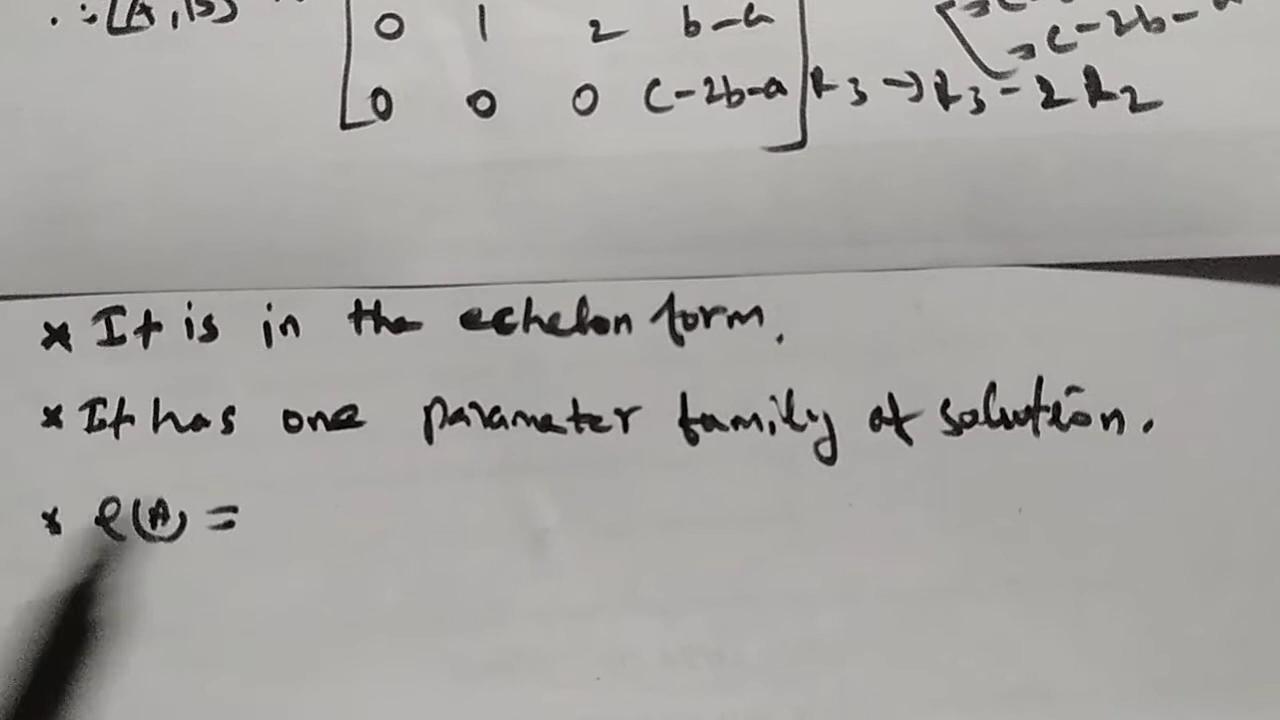 ∴ [A, B]
0 1 2 b-a
c-2b-
0 0 0 c-2b-a R3 → R3 - 2R2
* It is in the echelon form.
* It has one parameter family of solution.
* ρ(A) =